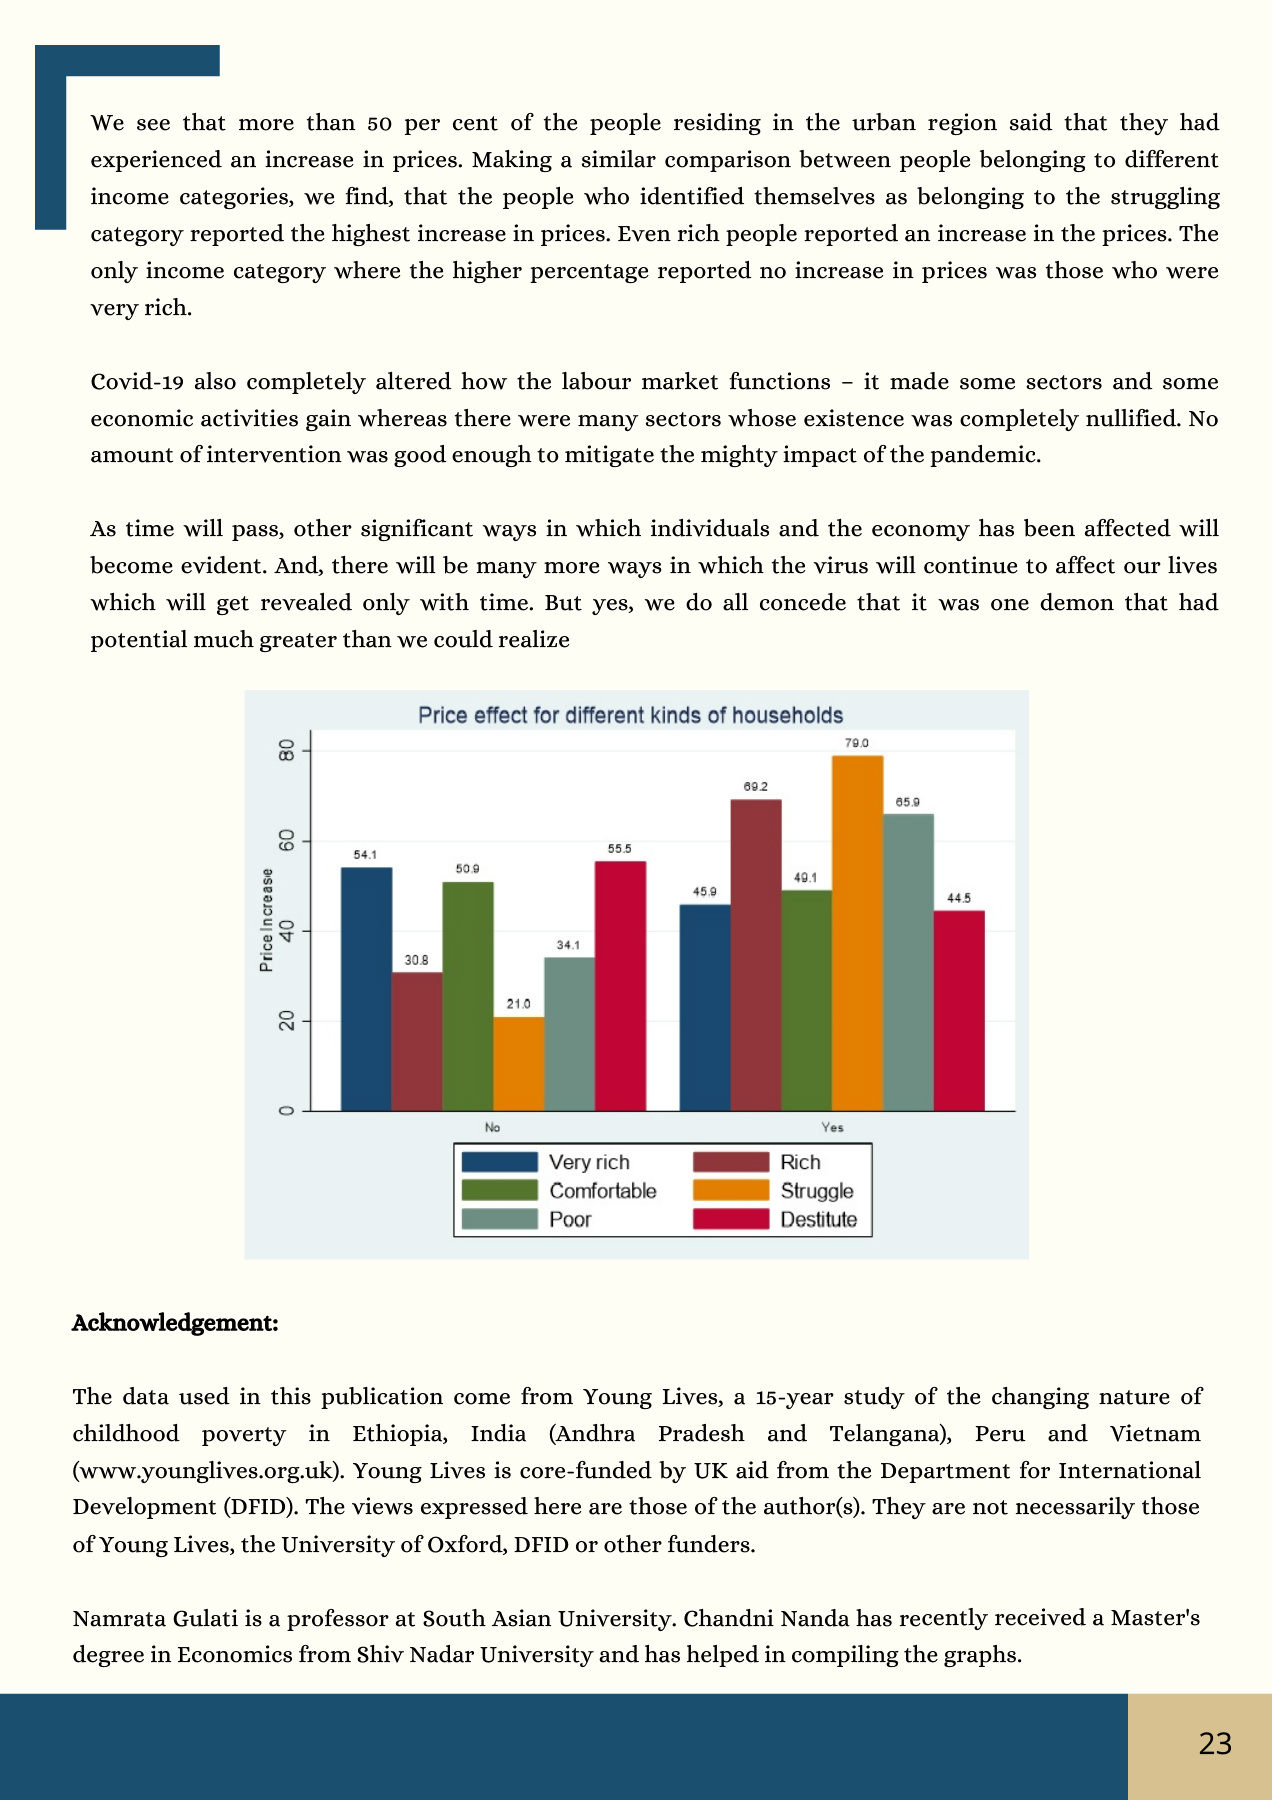 We see that more than 50 per cent of the people residing in the urban region said that they had
experienced an increase in prices. Making a similar comparison between people belonging to different
income categories, we find, that the people who identified themselves as belonging to the struggling
category reported the highest increase in prices. Even rich people reported an increase in the prices. The
only income category where the higher percentage reported no increase in prices was those who were
very rich.
Covid-19 also completely altered how the labour market functions – it made some sectors and some
economic activities gain whereas there were many sectors whose existence was completely nullified. No
amount of intervention was good enough to mitigate the mighty impact of the pandemic.
As time will pass, other significant ways in which individuals and the economy has been affected will
become evident. And, there will be many more ways in which the virus will continue to affect our lives
which will get revealed only with time. But yes, we do all concede that it was one demon that had
potential much greater than we could realize
Price effect for different kinds of households
Price Increase
80
60
40
20
0
54.1
30.8
50.9
21.0
34.1
55.5
45.9
69.2
49.1
79.0
65.9
44.5
No
Yes
Very rich
Rich
Comfortable
Struggle
Poor
Destitute
Acknowledgement:
The data used in this publication come from Young Lives, a 15-year study of the changing nature of
childhood poverty in Ethiopia, India (Andhra Pradesh and Telangana), Peru and Vietnam
(www.younglives.org.uk). Young Lives is core-funded by UK aid from the Department for International
Development (DFID). The views expressed here are those of the author(s). They are not necessarily those
of Young Lives, the University of Oxford, DFID or other funders.
Namrata Gulati is a professor at South Asian University. Chandni Nanda has recently received a Master's
degree in Economics from Shiv Nadar University and has helped in compiling the graphs.
23